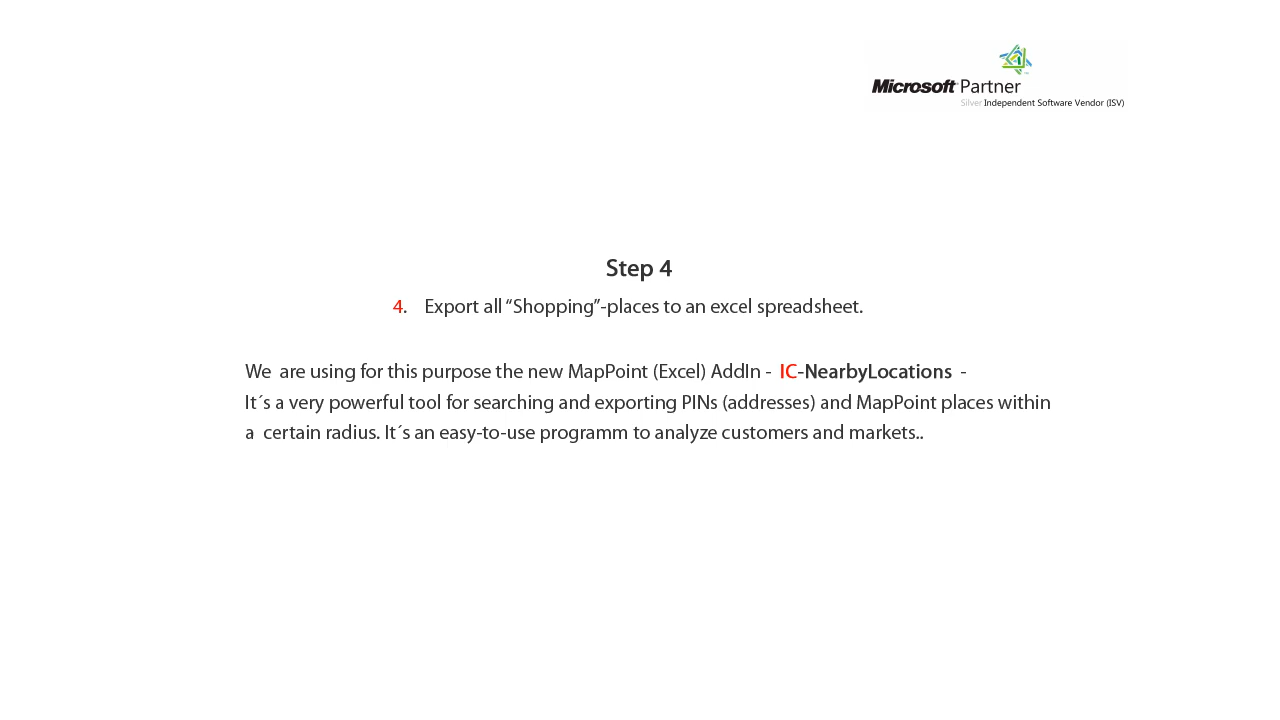 Microsoft Partner
Silver Independent Software Vendor (ISV)
Step 4
4. Export all “Shopping”-places to an excel spreadsheet.
We are using for this purpose the new MapPoint (Excel) AddIn - IC-NearbyLocations -
It´s a very powerful tool for searching and exporting PINs (addresses) and MapPoint places within
a certain radius. It´s an easy-to-use programm to analyze customers and markets..